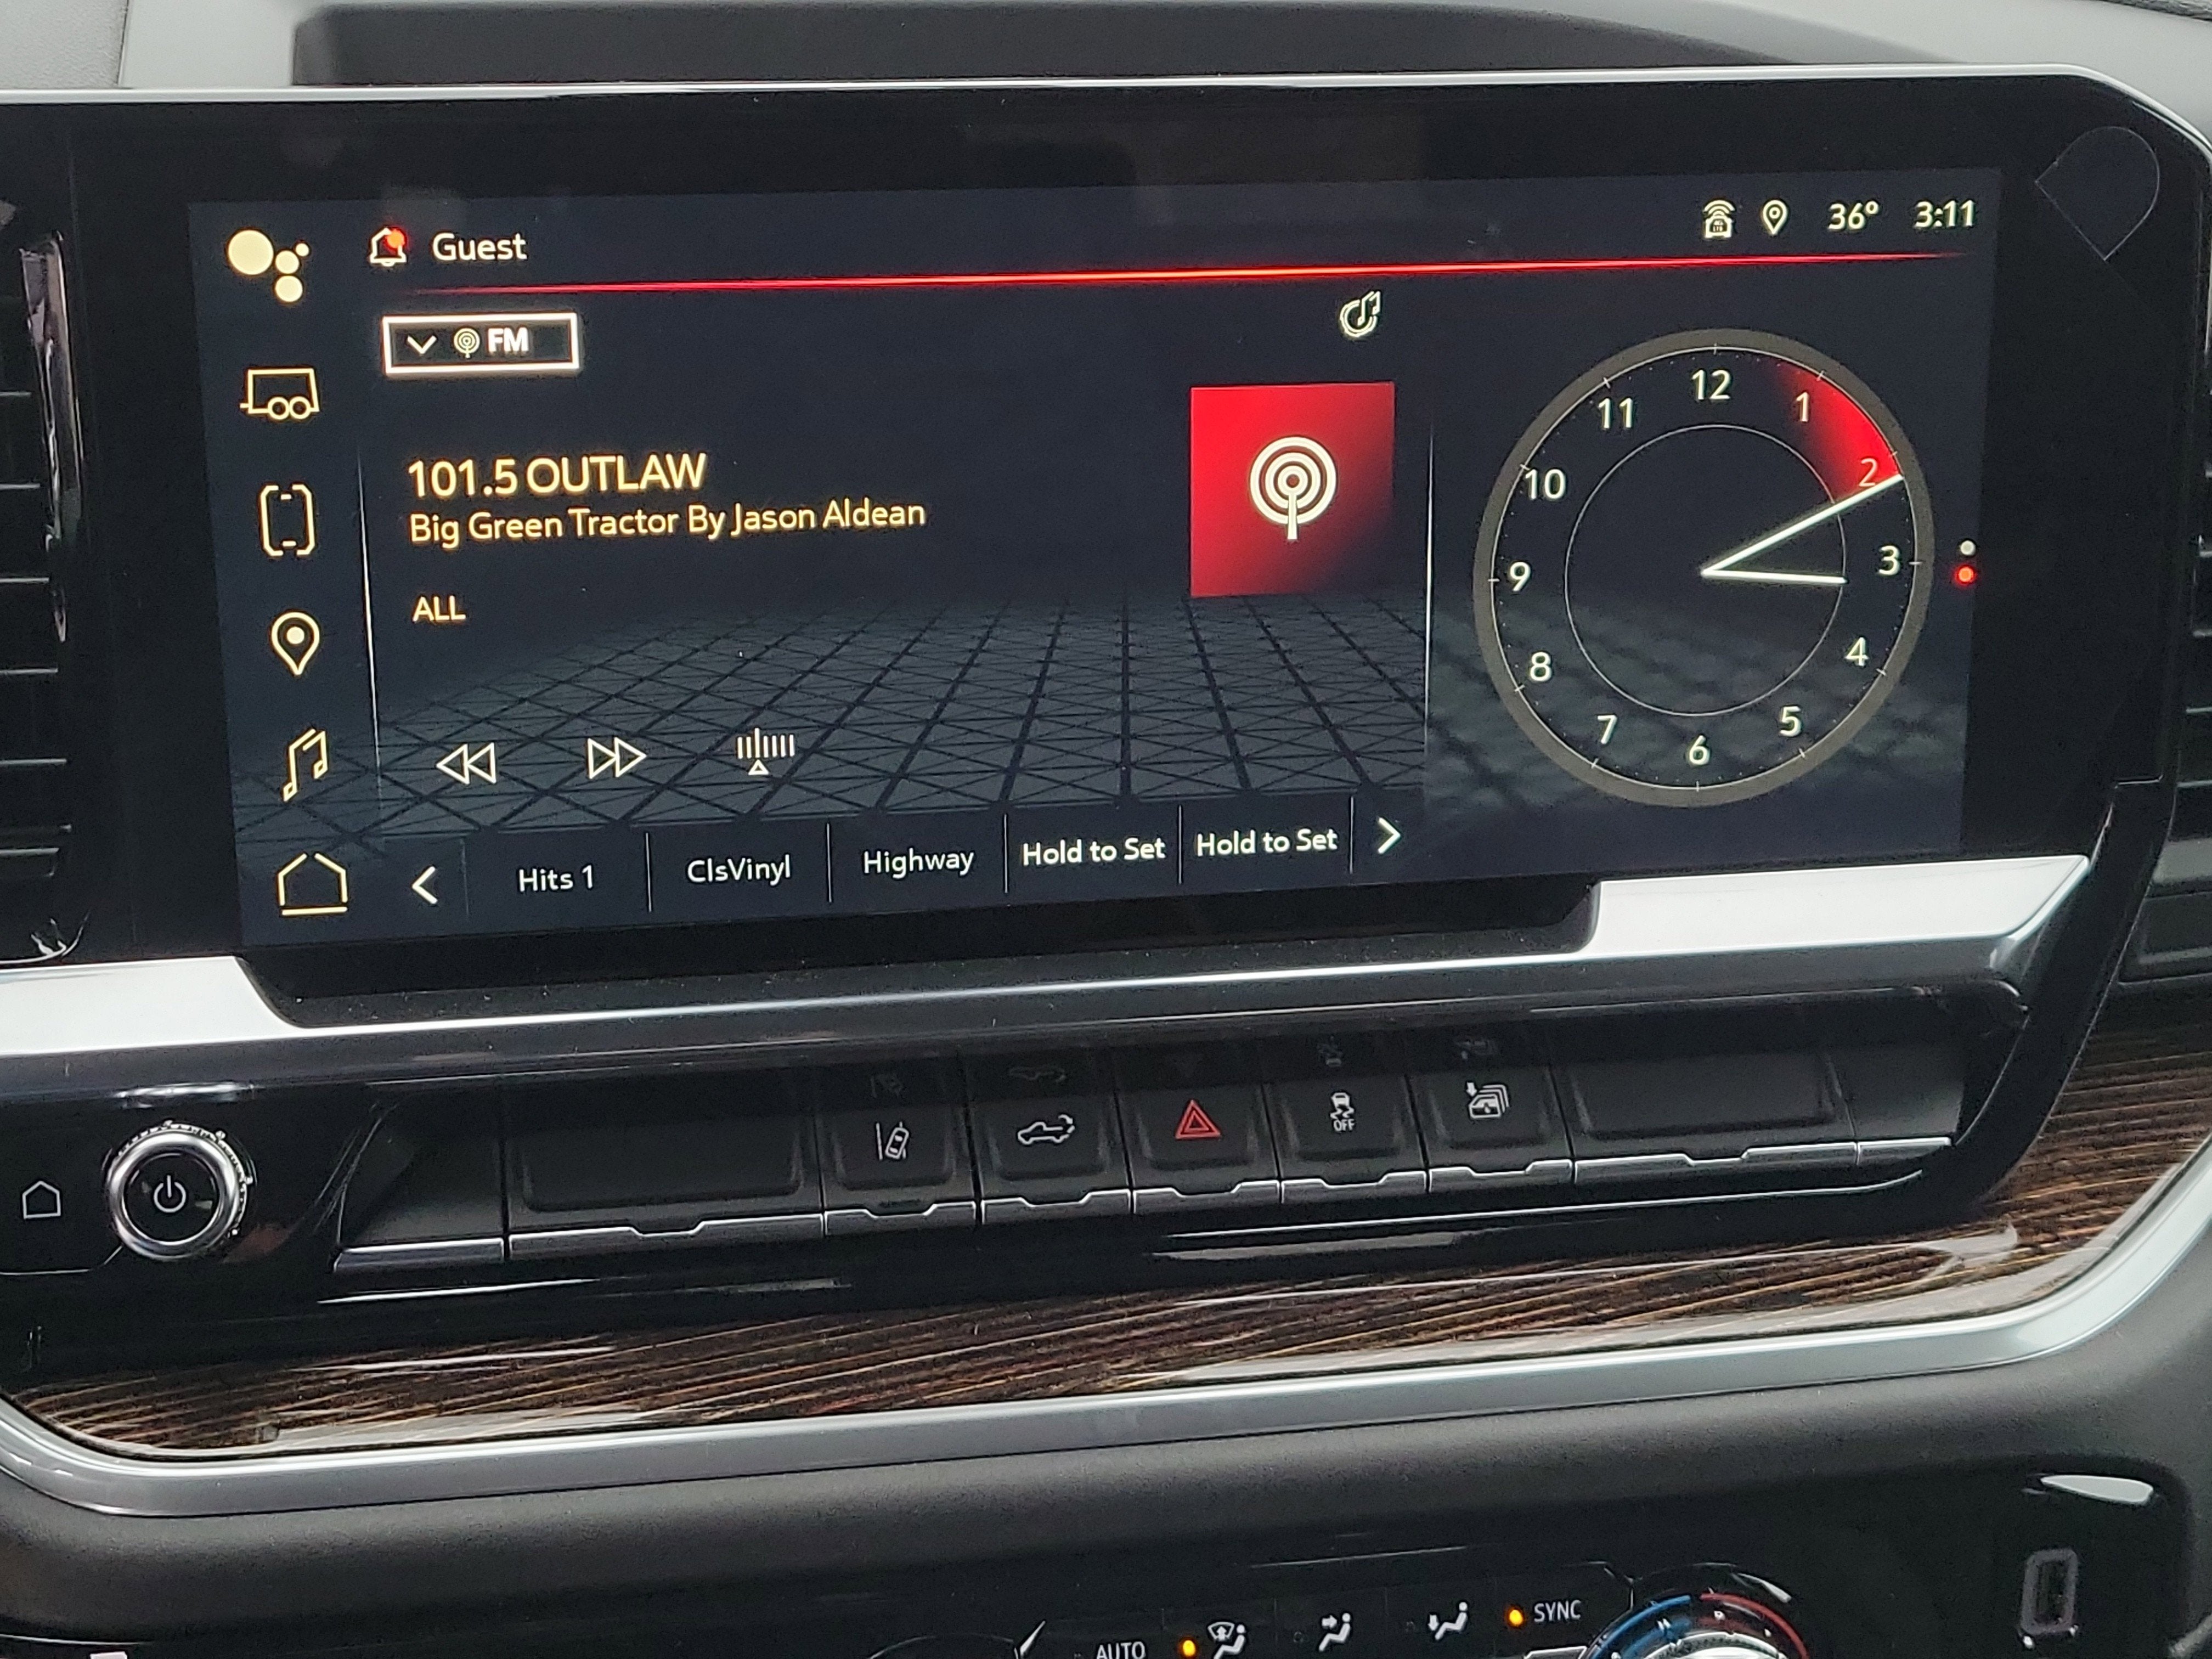 Guest
36° 3:11
FM
101.5 OUTLAW
Big Green Tractor By Jason Aldean
ALL
12
1
2
3
4
5
6
7
8
9
10
11
Hits 1
ClsVinyl
Highway
Hold to Set
Hold to Set
OFF
AUTO
SYNC